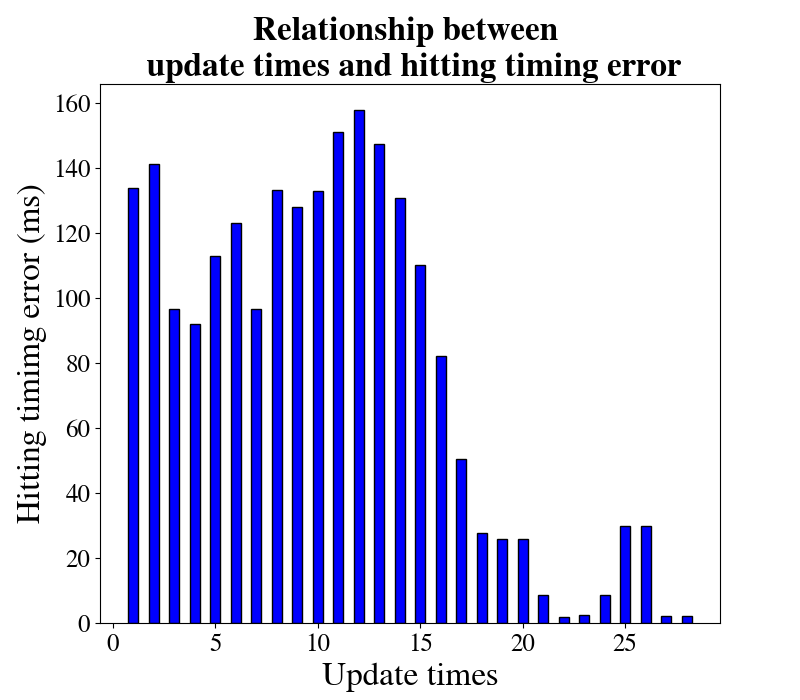 Relationship between
update times and hitting timing error
Hitting timimg error (ms)
160
140
120
100
80
60
40
20
0
0 5 10 15 20 25
Update times